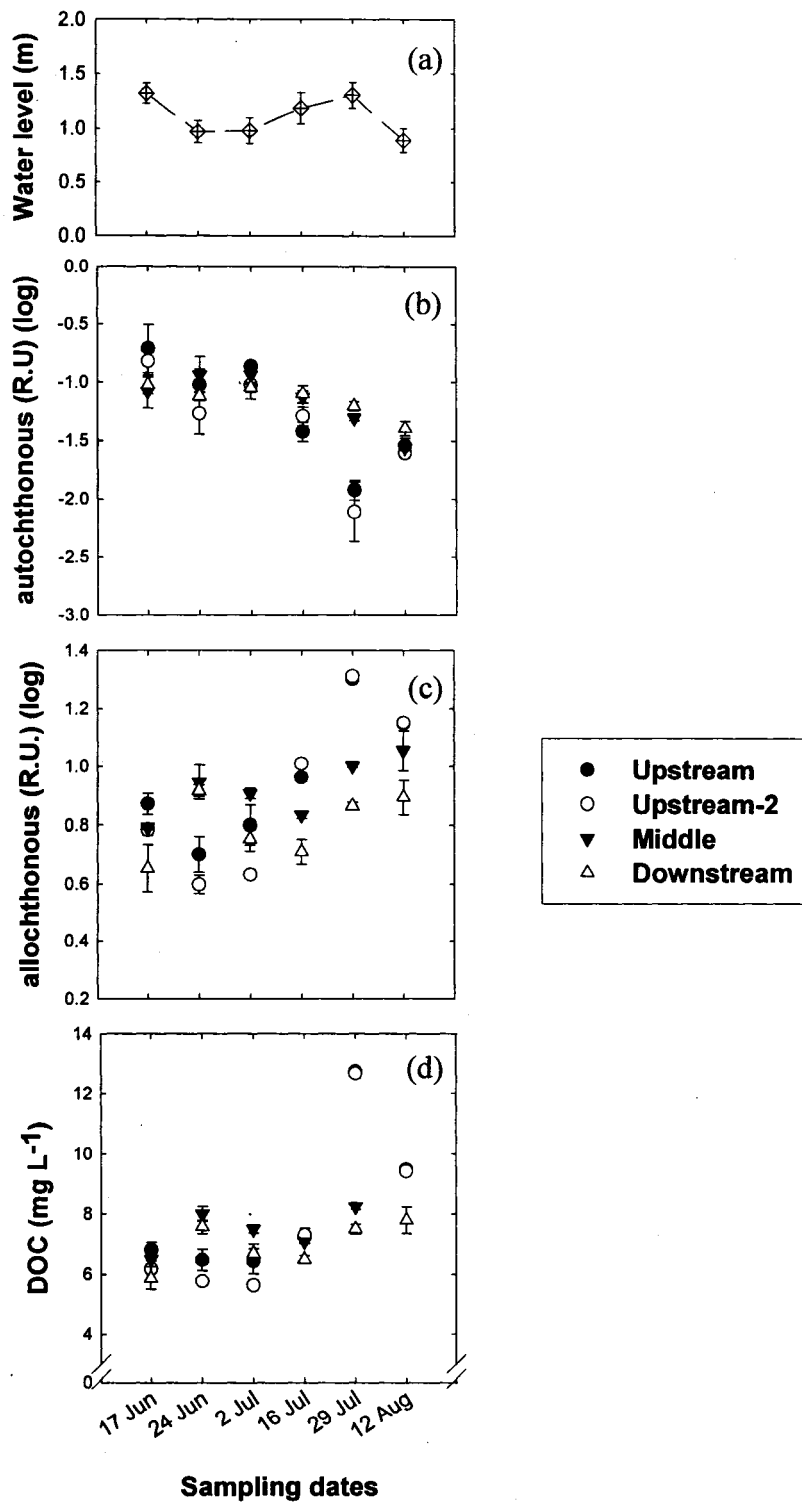 Water level (m)
2.0
1.5
1.0
0.5
0.0
(a)
autochthonous (R.U) (log)
0.0
-0.5
-1.0
-1.5
-2.0
-2.5
-3.0
(b)
allochthonous (R.U.) (log)
1.4
1.2
1.0
0.8
0.6
0.4
0.2
(c)
Upstream
Upstream-2
Middle
Downstream
DOC (mg L-1)
14
12
10
8
6
4
0
(d)
17 Jun
24 Jun
2 Jul
16 Jul
29 Jul
12 Aug
Sampling dates